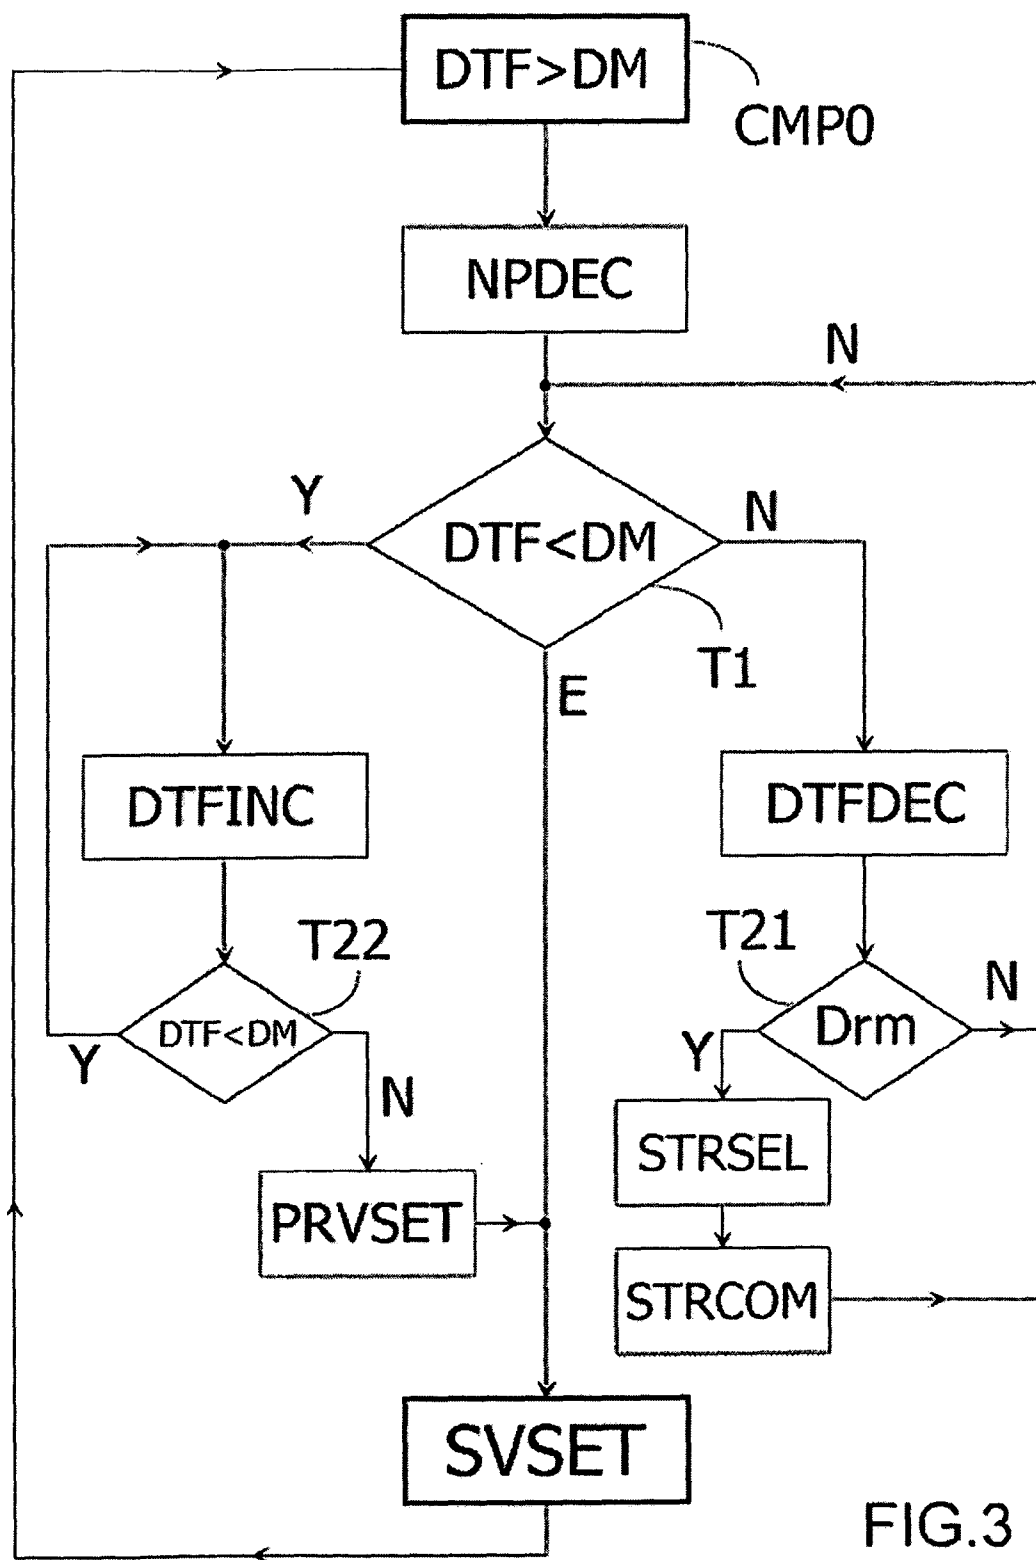 DTF>DM
CMP0
NPDEC
N
Y
DTF<DM
N
T1
E
DTFINC
DTFDEC
T22
T21
DTF<DM
Y
N
Drm
Y
N
STRSEL
PRVSET
STRCOM
SVSET
FIG.3